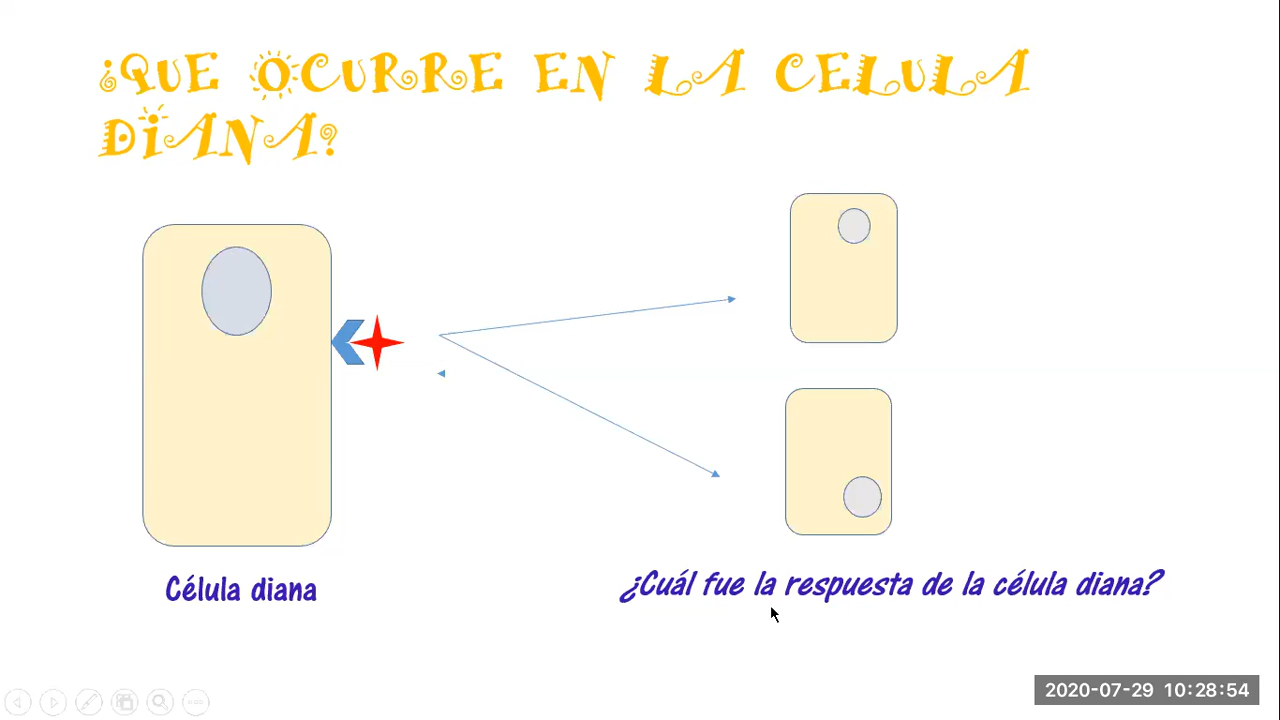 ¿QUE OCURRE EN LA CELULA
DIANA?
Célula diana
¿Cuál fue la respuesta de la célula diana?
2020-07-29 10:28:54